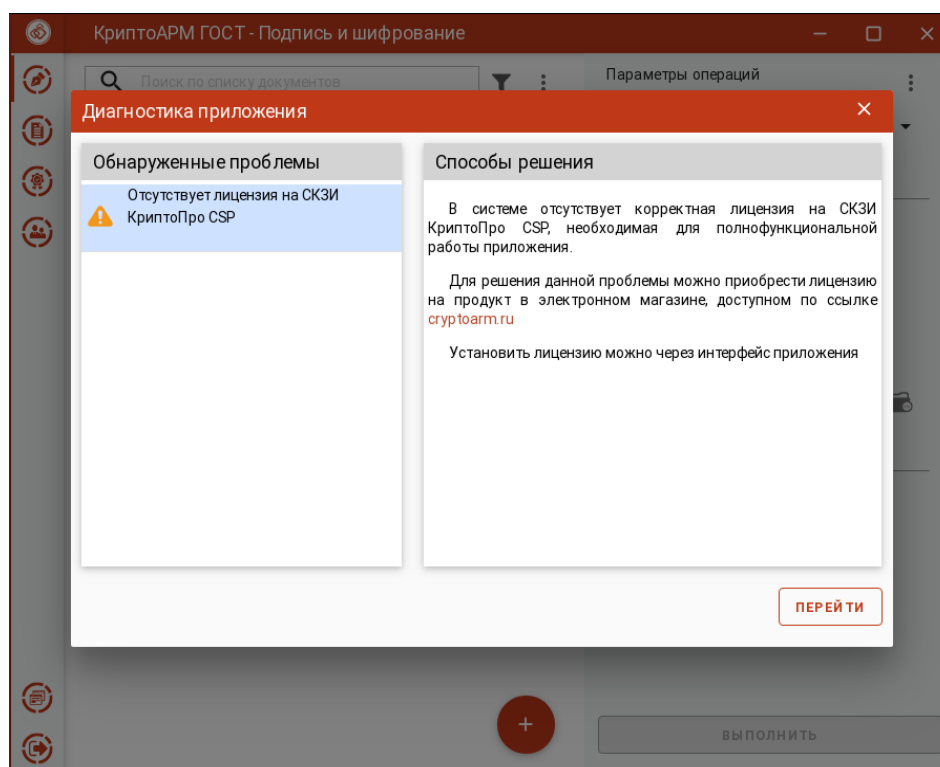 КриптоАРМ ГОСТ - Подпись и шифрование
Поиск по списку документов
Параметры операций
Диагностика приложения
Обнаруженные проблемы
Отсутствует лицензия на СКЗИ
КриптоПро CSP
Способы решения
В системе отсутствует корректная лицензия на СКЗИ
КриптоПро CSP, необходимая для полнофункциональной
работы приложения.
Для решения данной проблемы можно приобрести лицензию
на продукт в электронном магазине, доступном по ссылке
cryptoarm.ru
Установить лицензию можно через интерфейс приложения
ПЕРЕЙТИ
ВЫПОЛНИТЬ